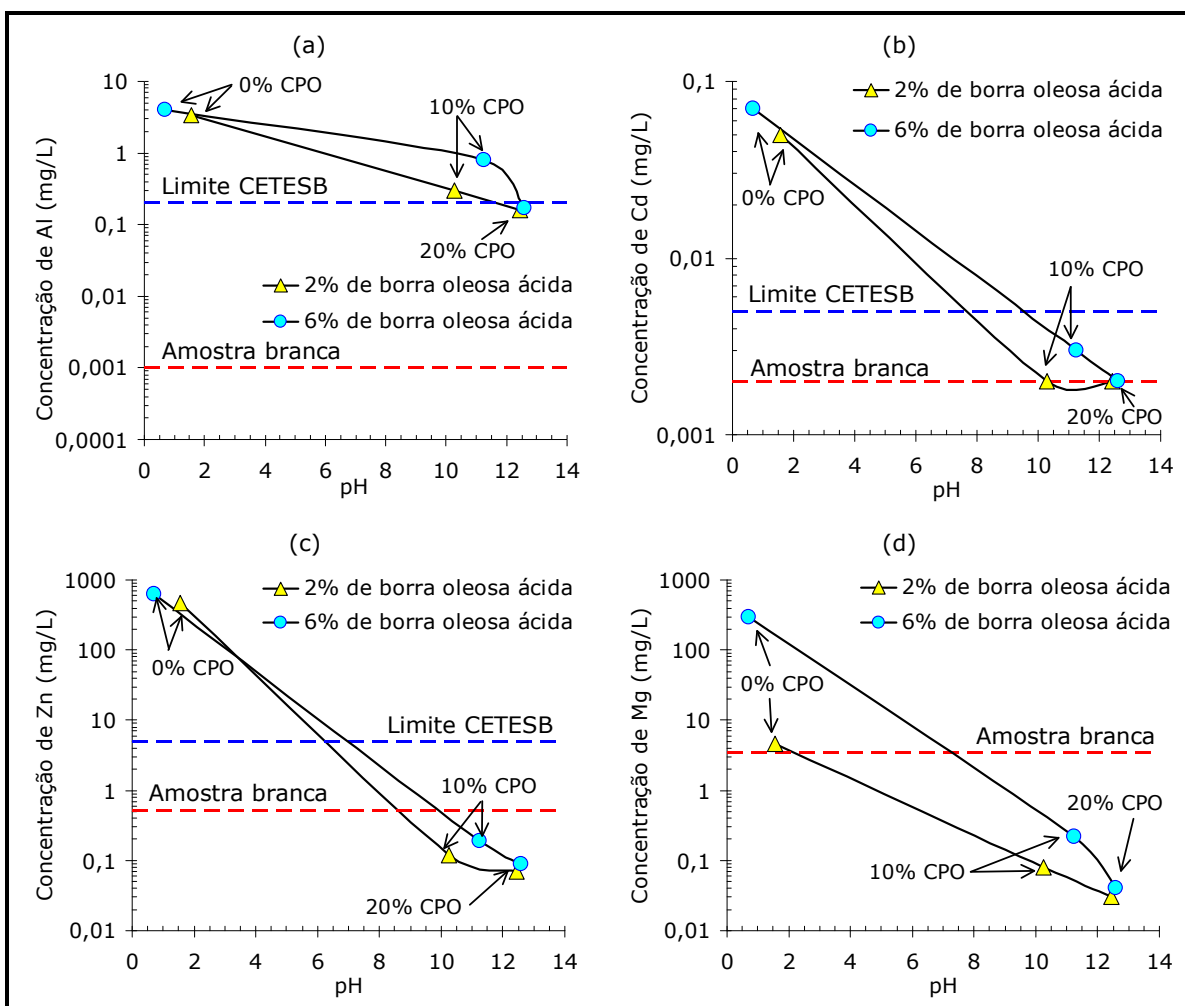 (a)
Concentração de Al (mg/L)
10
1
0,1
0,01
0,001
0,0001
0% CPO
10% CPO
Limite CETESB
20% CPO
2% de borra oleosa ácida
6% de borra oleosa ácida
Amostra branca
0 2 4 6 8 10 12 14
pH
(b)
Concentração de Cd (mg/L)
0,1
0,01
0,001
2% de borra oleosa ácida
6% de borra oleosa ácida
0% CPO
10% CPO
Limite CETESB
Amostra branca
20% CPO
0 2 4 6 8 10 12 14
pH
(c)
Concentração de Zn (mg/L)
1000
100
10
1
0,1
0,01
2% de borra oleosa ácida
6% de borra oleosa ácida
0% CPO
Limite CETESB
Amostra branca
10% CPO
20% CPO
0 2 4 6 8 10 12 14
pH
(d)
Concentração de Mg (mg/L)
1000
100
10
1
0,1
0,01
2% de borra oleosa ácida
6% de borra oleosa ácida
0% CPO
Amostra branca
20% CPO
10% CPO
0 2 4 6 8 10 12 14
pH